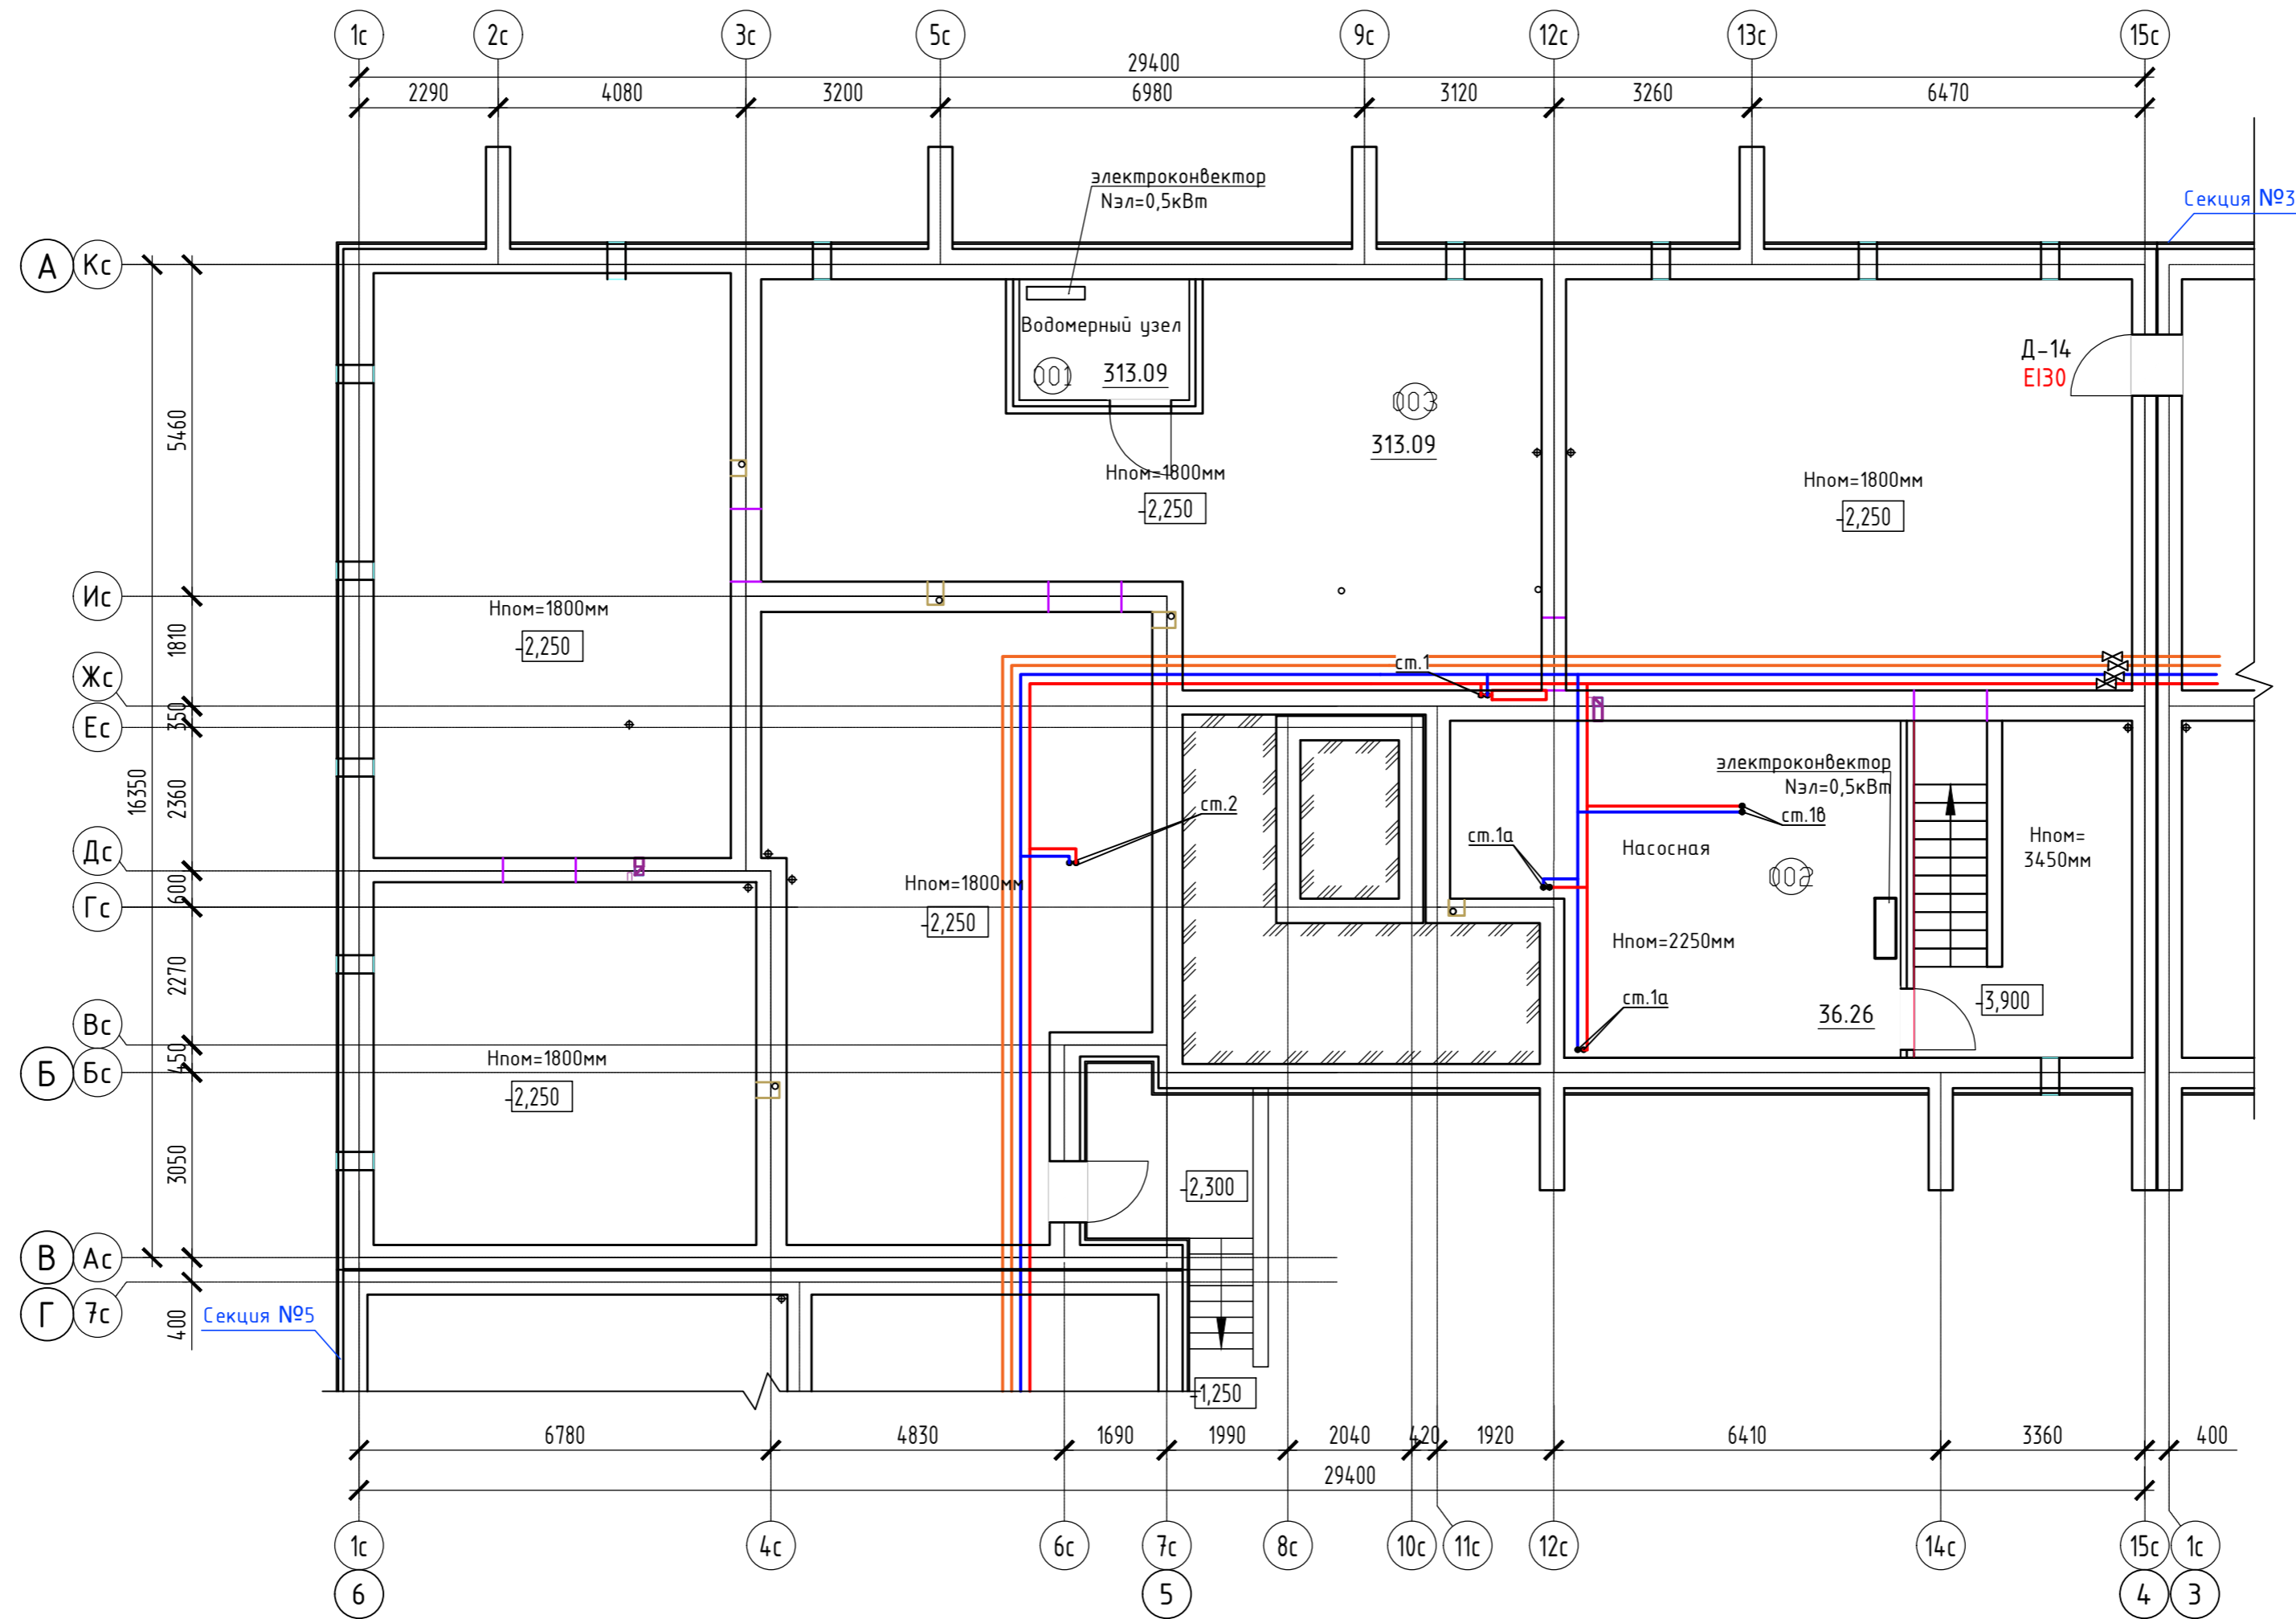 1с
2с
3с
5с
9с
12с
13с
15с
29400
2290
4080
3200
6980
3120
3260
6470
электроконвектор
Nэл=0,5кВт
Секция №3
А
Кс
Водомерный узел
001
313.09
003
313.09
Д-14
EI30
5460
Нпом=1800мм
-2,250
Нпом=1800мм
-2,250
Ис
Нпом=1800мм
-2,250
1810
Жс
ст.1
350
Ес
16350
2360
электроконвектор
Nэл=0,5кВт
ст.2
ст.1в
ст.1а
Насосная
002
Нпом=
3450мм
Дс
600
Гс
Нпом=1800мм
-2,250
Нпом=2250мм
2270
ст.1а
36.26
-3,900
Вс
450
Б
Бс
Нпом=1800мм
-2,250
3050
-2,300
В
Ас
Г
7с
400
Секция №5
-1,250
6780
4830
1690
1990
2040
420
1920
6410
3360
400
29400
1с
4с
6с
7с
8с
10с
11с
12с
14с
15с
1с
6
5
4
3